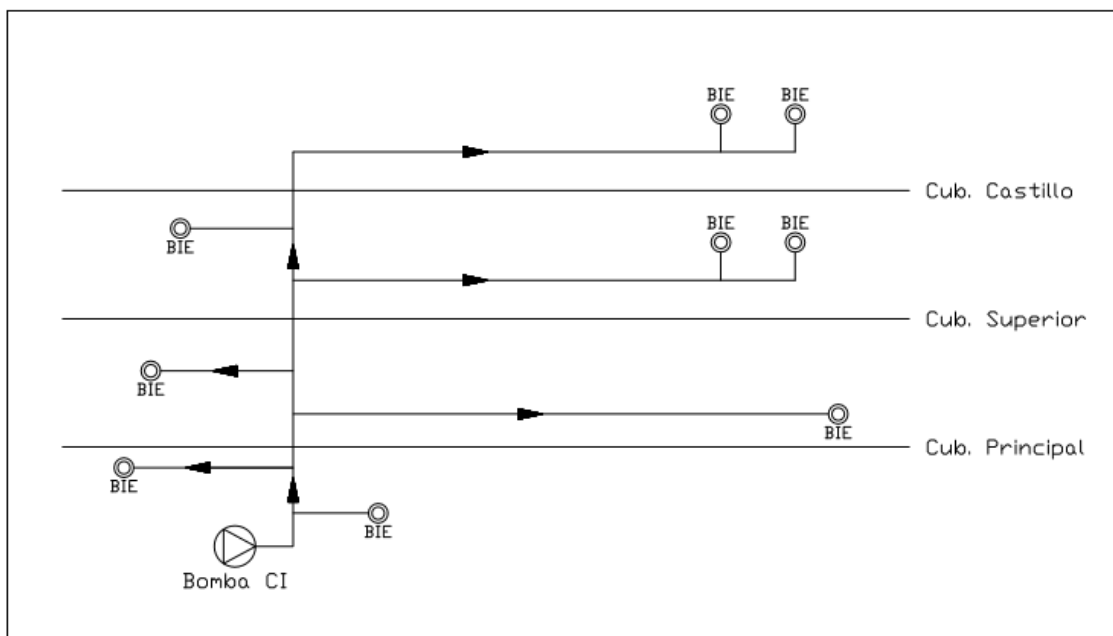 BIE BIE
Cub. Castillo
BIE
BIE BIE
Cub. Superior
BIE
BIE
Cub. Principal
BIE
BIE
Bomba CI